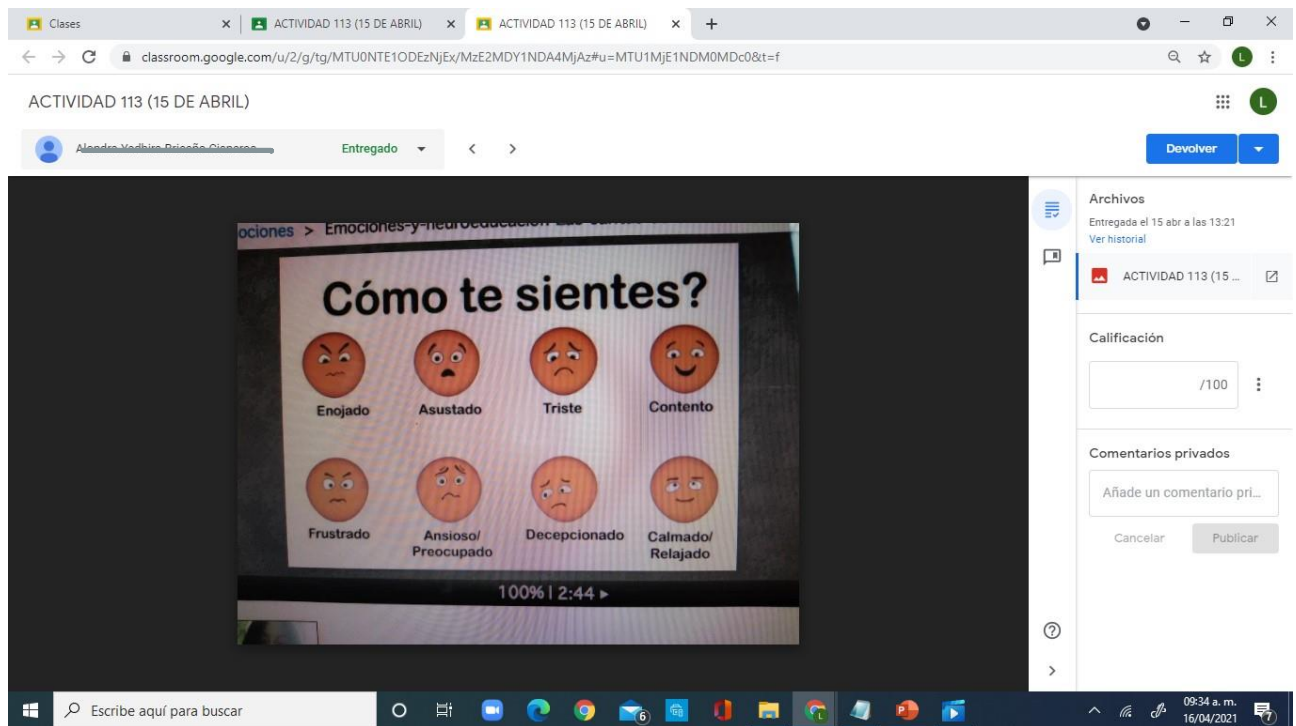 Clases
ACTIVIDAD 113 (15 DE ABRIL)
ACTIVIDAD 113 (15 DE ABRIL)
classroom.google.com/u/2/g/tg/MTU0NTE1ODEzNjEx/MzE2MDY1NDA4MjAz#u=MTU1MjE1NDM0MDc0&t=f
L
ACTIVIDAD 113 (15 DE ABRIL)
L
Entregado
Devolver
ociones > Emociones-y-neuroeducación
Cómo te sientes?
Enojado Asustado Triste Contento
Frustrado Ansioso/ Decepcionado Calmado/
Preocupado Relajado
100% | 2:44
Archivos
Entregada el 15 abr a las 13:21
Ver historial
ACTIVIDAD 113 (15 ...
Calificación
/100
Comentarios privados
Añade un comentario pri...
Cancelar Publicar
Escribe aquí para buscar
6
09:34 a. m.
16/04/2021
7